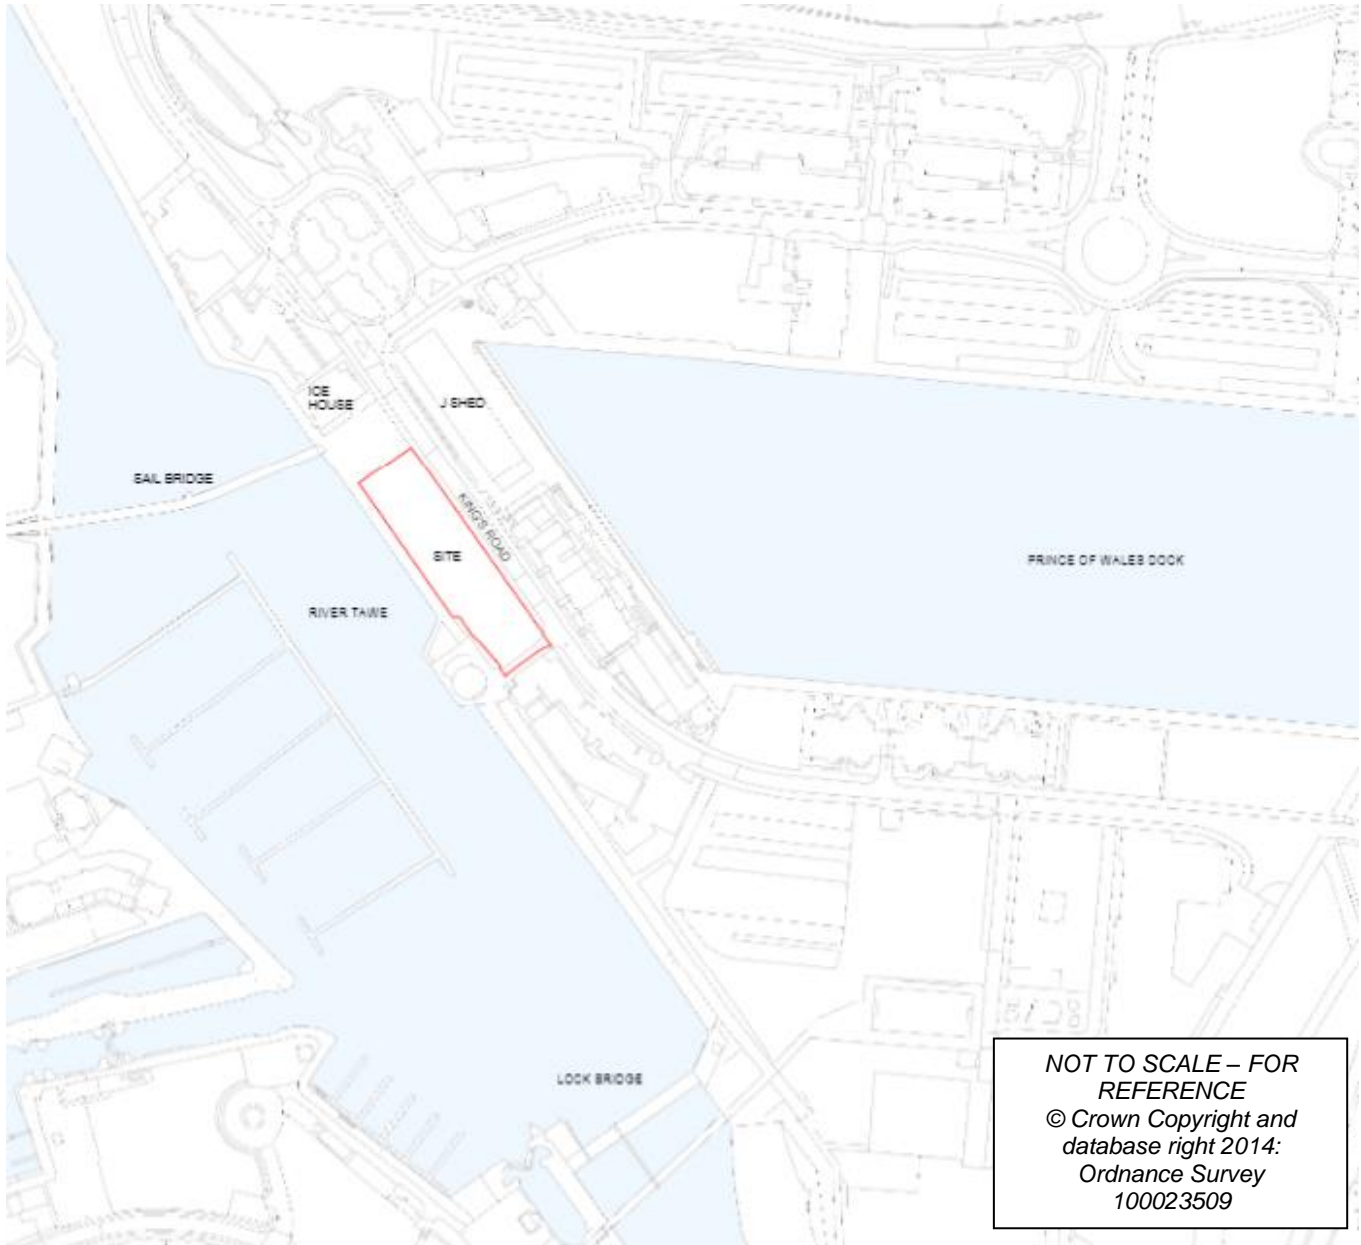 ICE
HOUSE
J SHED
SAIL BRIDGE
KING'S ROAD
SITE
PRINCE OF WALES DOCK
RIVER TAWE
LOCK BRIDGE
NOT TO SCALE – FOR
REFERENCE
© Crown Copyright and
database right 2014:
Ordnance Survey
100023509